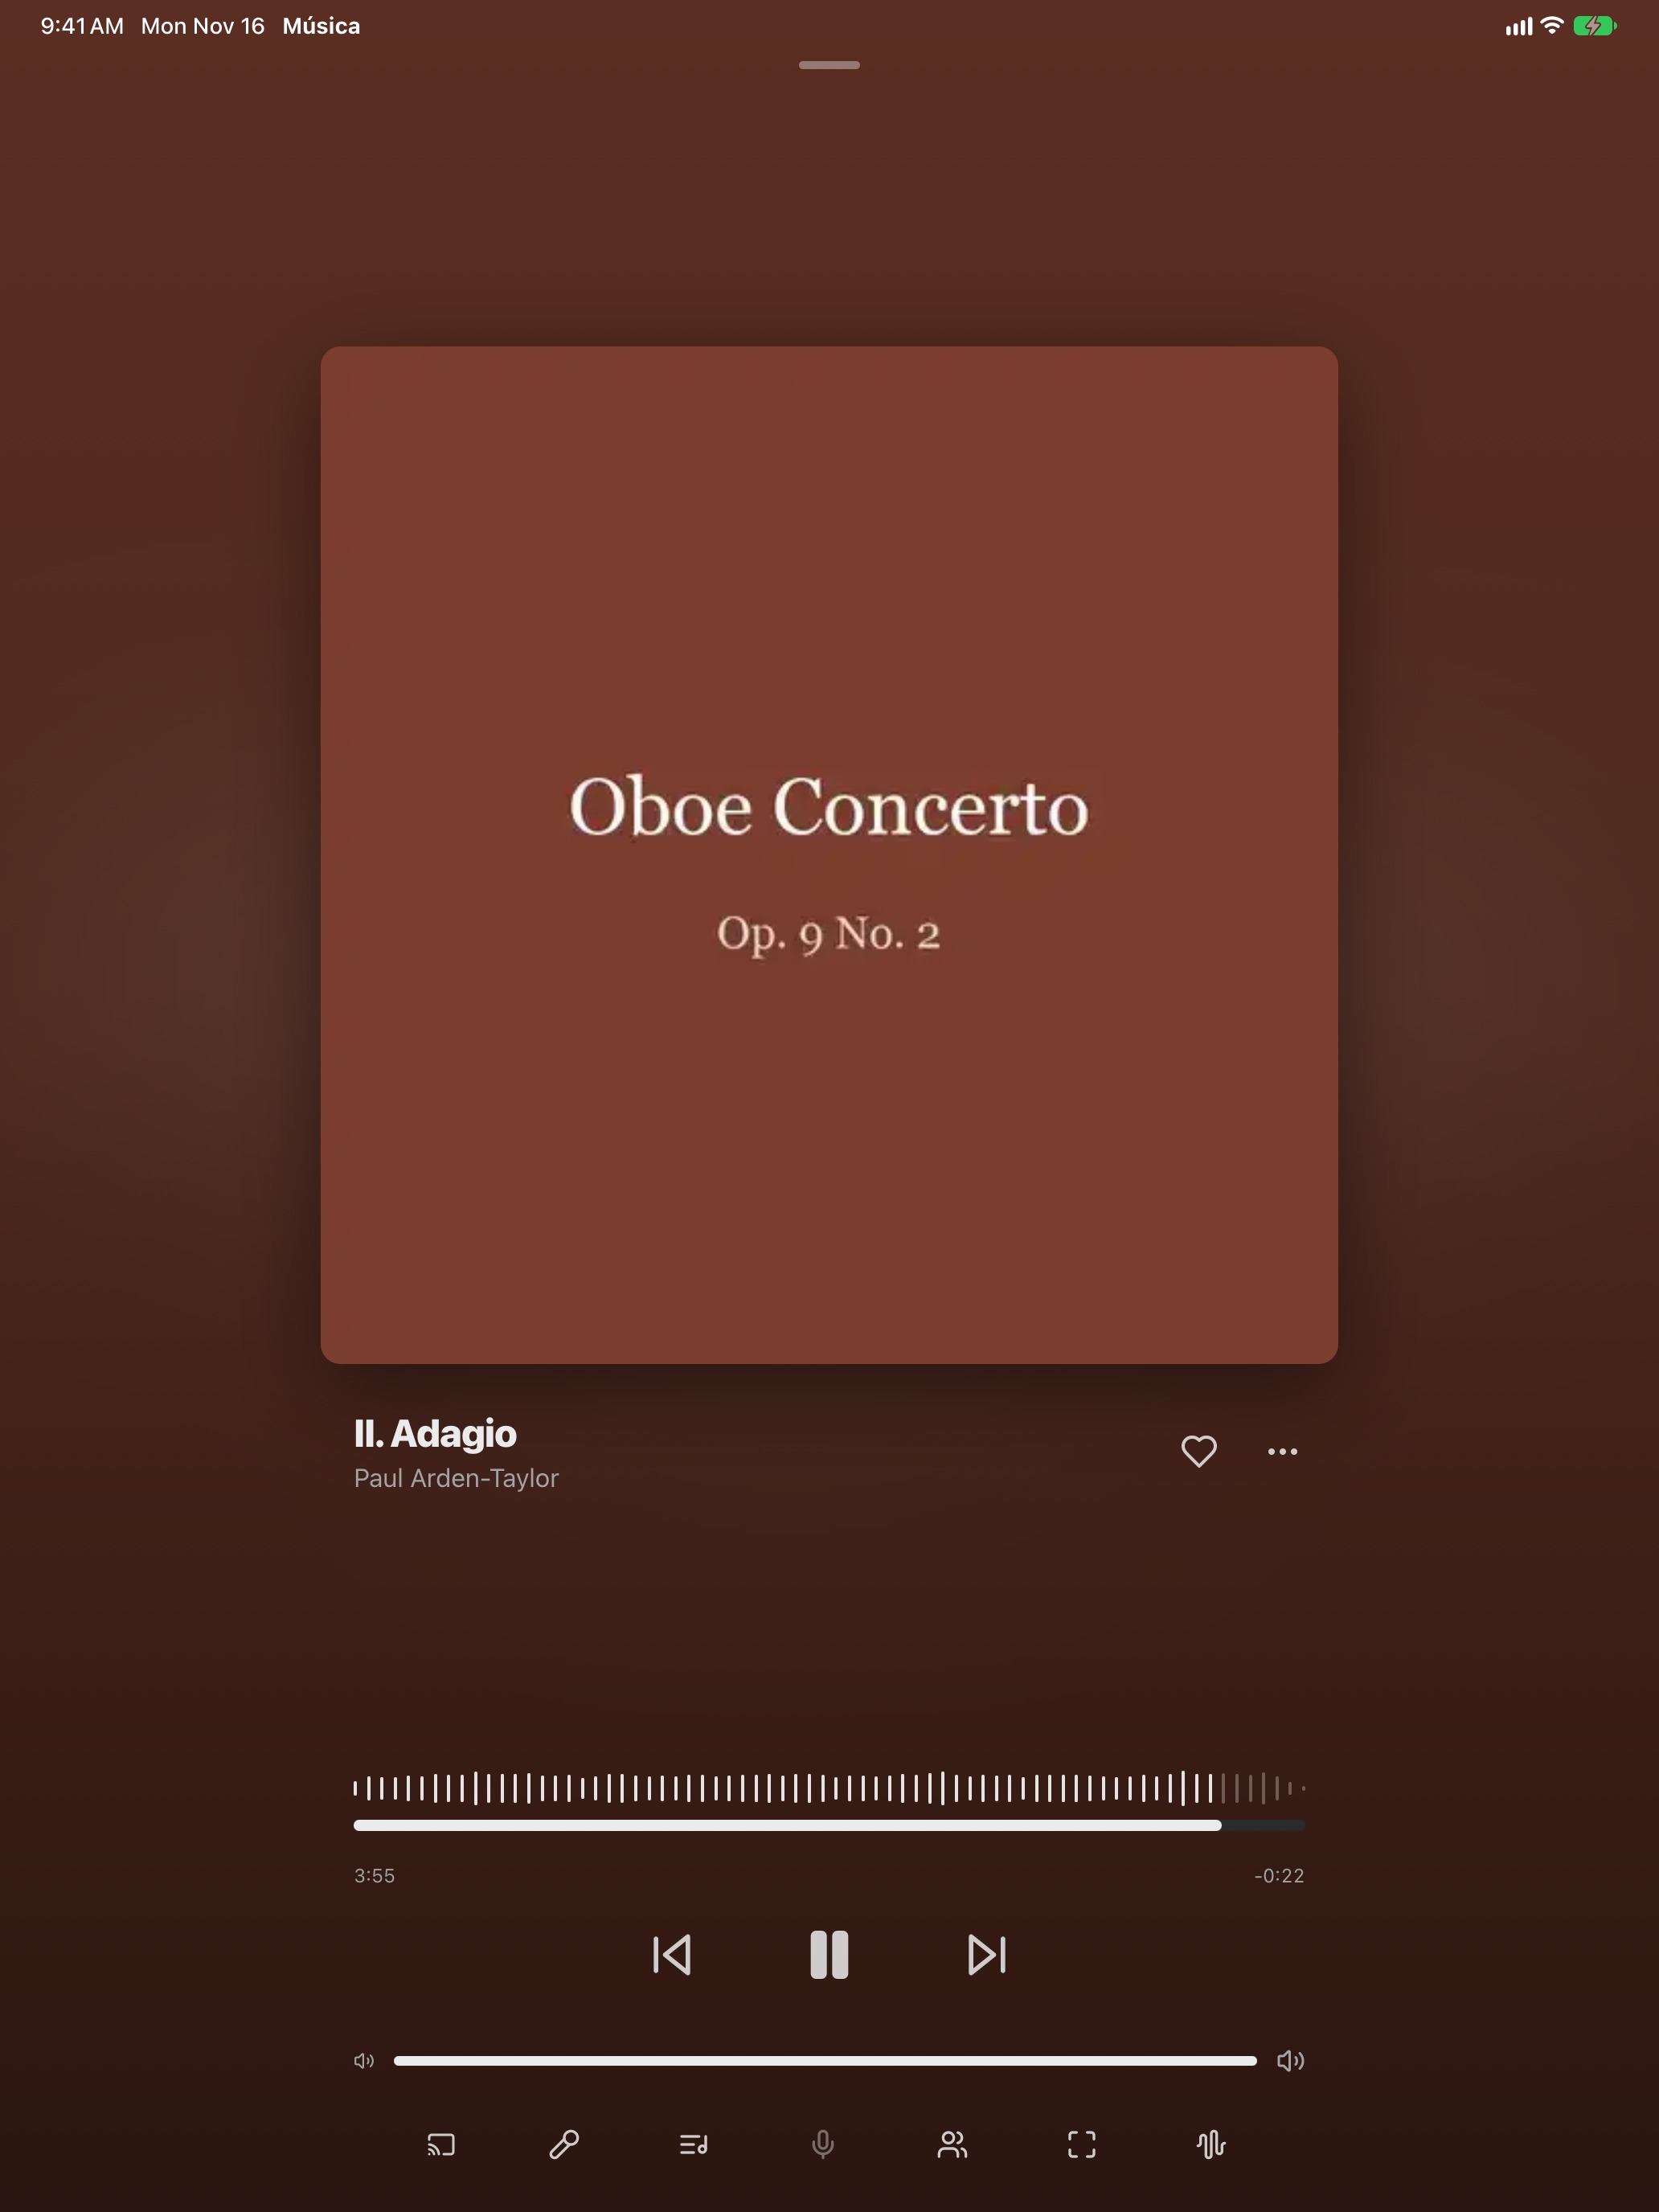 9:41 AM Mon Nov 16 Música
Oboe Concerto
Op. 9 No. 2
II. Adagio
Paul Arden-Taylor
3:55
-0:22